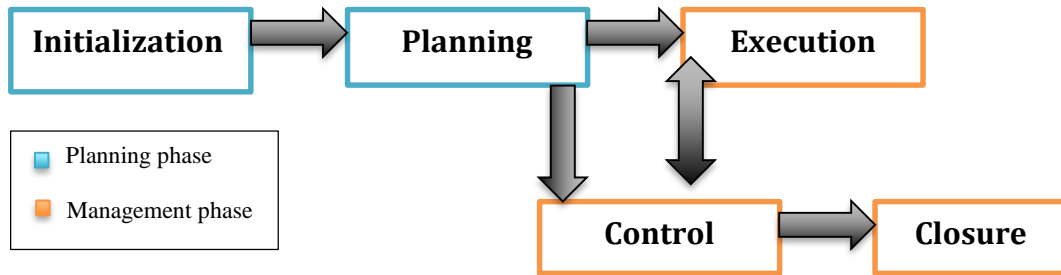 Initialization
Planning
Execution
Planning phase
Management phase
Control
Closure